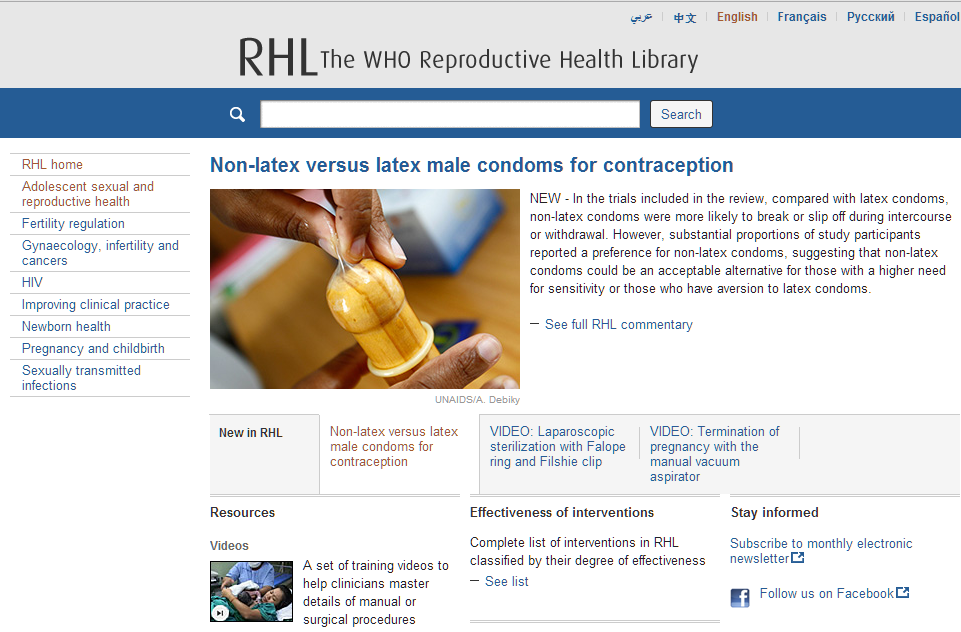 عربي 中文 English Français Русский Español
RHL The WHO Reproductive Health Library
Search
RHL home
Adolescent sexual and
reproductive health
Fertility regulation
Gynaecology, infertility and
cancers
HIV
Improving clinical practice
Newborn health
Pregnancy and childbirth
Sexually transmitted
infections
Non-latex versus latex male condoms for contraception
NEW - In the trials included in the review, compared with latex condoms,
non-latex condoms were more likely to break or slip off during intercourse
or withdrawal. However, substantial proportions of study participants
reported a preference for non-latex condoms, suggesting that non-latex
condoms could be an acceptable alternative for those with a higher need
for sensitivity or those who have aversion to latex condoms.
— See full RHL commentary
UNAIDS/A. Debiky
New in RHL
Non-latex versus latex
male condoms for
contraception
VIDEO: Laparoscopic
sterilization with Falope
ring and Filshie clip
VIDEO: Termination of
pregnancy with the
manual vacuum
aspirator
Resources
Videos
A set of training videos to
help clinicians master
details of manual or
surgical procedures
Effectiveness of interventions
Complete list of interventions in RHL
classified by their degree of effectiveness
— See list
Stay informed
Subscribe to monthly electronic
newsletter
Follow us on Facebook